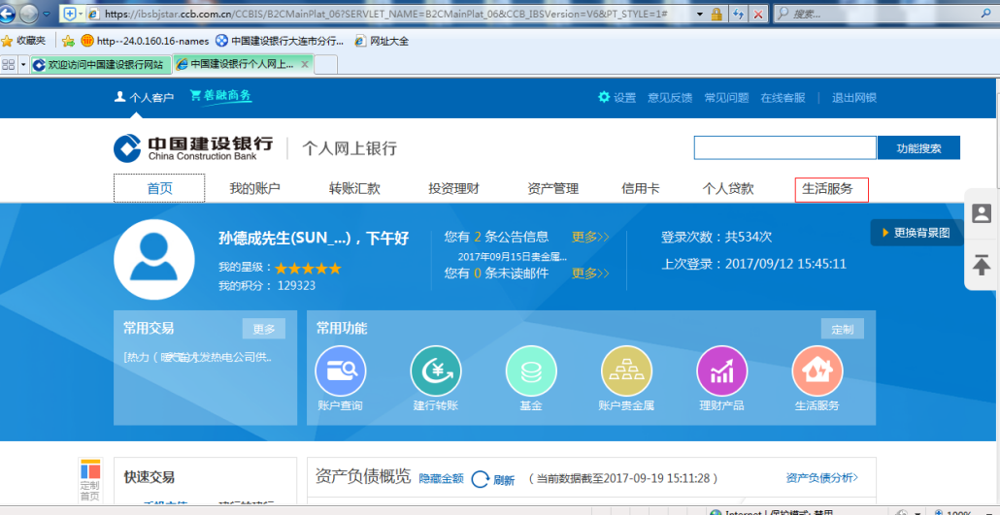 https://ibsbjstar.ccb.com.cn/CCBIS/B2CMainPlat_06?SERVLET_NAME=B2CMainPlat_06&CCB_IBSVersion=V6&PT_STYLE=1# 搜索...
收藏夹 http--24.0.160.16-names 中国建设银行大连市分行... 网址大全
欢迎访问中国建设银行网站 中国建设银行个人网上... X
个人客户 善融商务 设置 意见反馈 常见问题 在线客服 | 退出网银
中国建设银行 个人网上银行 功能搜索
China Construction Bank
首页 我的账户 转账汇款 投资理财 资产管理 信用卡 个人贷款 生活服务
孙德成先生(SUN_...)，下午好 您有 2 条公告信息 更多>> 登录次数：共534次 更换背景图
2017年09月15日贵金属...
我的星级： 您有 0 条未读邮件 更多>> 上次登录：2017/09/12 15:45:11
我的积分： 129323
常用交易 更多 常用功能 定制
[热力（ 发热电公司供..
账户查询 建行转账 基金 账户贵金属 理财产品 生活服务
定制
首页
快速交易 资产负债概览 隐藏金额 刷新 （当前数据截至2017-09-19 15:11:28） 资产负债分析>
Internet | 保护模式: 禁用 100%